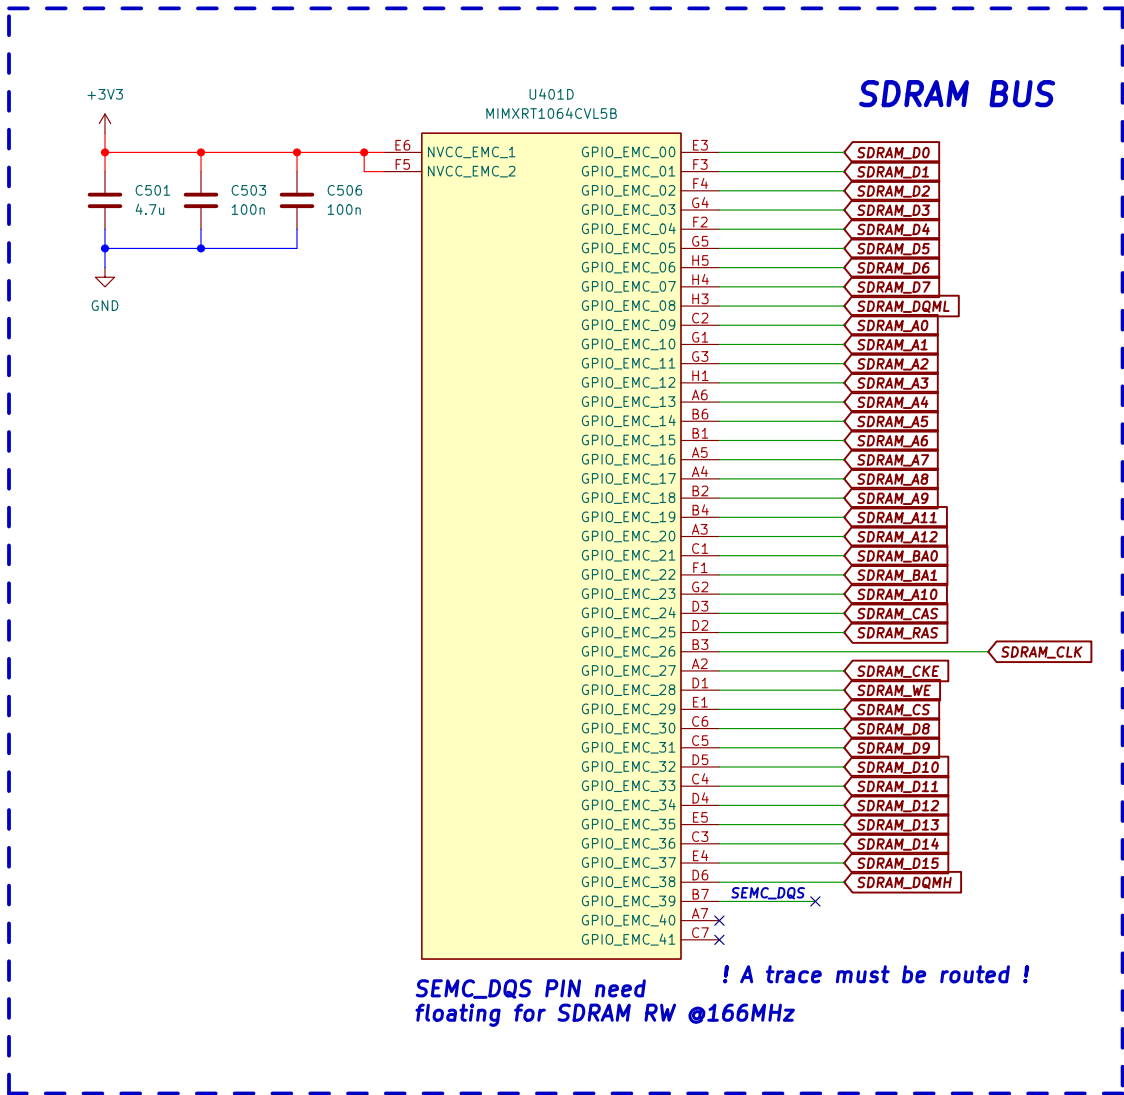 SDRAM BUS
+3V3
U401D
MIMXRT1064CVL5B
E6 NVCC_EMC_1
F5 NVCC_EMC_2
C501 4.7u
C503 100n
C506 100n
GND
GPIO_EMC_00 E3 SDRAM_D0
GPIO_EMC_01 F3 SDRAM_D1
GPIO_EMC_02 F4 SDRAM_D2
GPIO_EMC_03 G4 SDRAM_D3
GPIO_EMC_04 F2 SDRAM_D4
GPIO_EMC_05 G5 SDRAM_D5
GPIO_EMC_06 H5 SDRAM_D6
GPIO_EMC_07 H4 SDRAM_D7
GPIO_EMC_08 H3 SDRAM_DQML
GPIO_EMC_09 C2 SDRAM_A0
GPIO_EMC_10 G1 SDRAM_A1
GPIO_EMC_11 G3 SDRAM_A2
GPIO_EMC_12 H1 SDRAM_A3
GPIO_EMC_13 A6 SDRAM_A4
GPIO_EMC_14 B6 SDRAM_A5
GPIO_EMC_15 B1 SDRAM_A6
GPIO_EMC_16 A5 SDRAM_A7
GPIO_EMC_17 A4 SDRAM_A8
GPIO_EMC_18 B2 SDRAM_A9
GPIO_EMC_19 B4 SDRAM_A11
GPIO_EMC_20 A3 SDRAM_A12
GPIO_EMC_21 C1 SDRAM_BA0
GPIO_EMC_22 F1 SDRAM_BA1
GPIO_EMC_23 G2 SDRAM_A10
GPIO_EMC_24 D3 SDRAM_CAS
GPIO_EMC_25 D2 SDRAM_RAS
GPIO_EMC_26 B3 SDRAM_CLK
GPIO_EMC_27 A2 SDRAM_CKE
GPIO_EMC_28 D1 SDRAM_WE
GPIO_EMC_29 E1 SDRAM_CS
GPIO_EMC_30 C6 SDRAM_D8
GPIO_EMC_31 C5 SDRAM_D9
GPIO_EMC_32 D5 SDRAM_D10
GPIO_EMC_33 C4 SDRAM_D11
GPIO_EMC_34 D4 SDRAM_D12
GPIO_EMC_35 E5 SDRAM_D13
GPIO_EMC_36 C3 SDRAM_D14
GPIO_EMC_37 E4 SDRAM_D15
GPIO_EMC_38 D6 SDRAM_DQMH
GPIO_EMC_39 B7 SEMC_DQS
GPIO_EMC_40 A7
GPIO_EMC_41 C7
! A trace must be routed !
SEMC_DQS PIN need
floating for SDRAM RW @166MHz